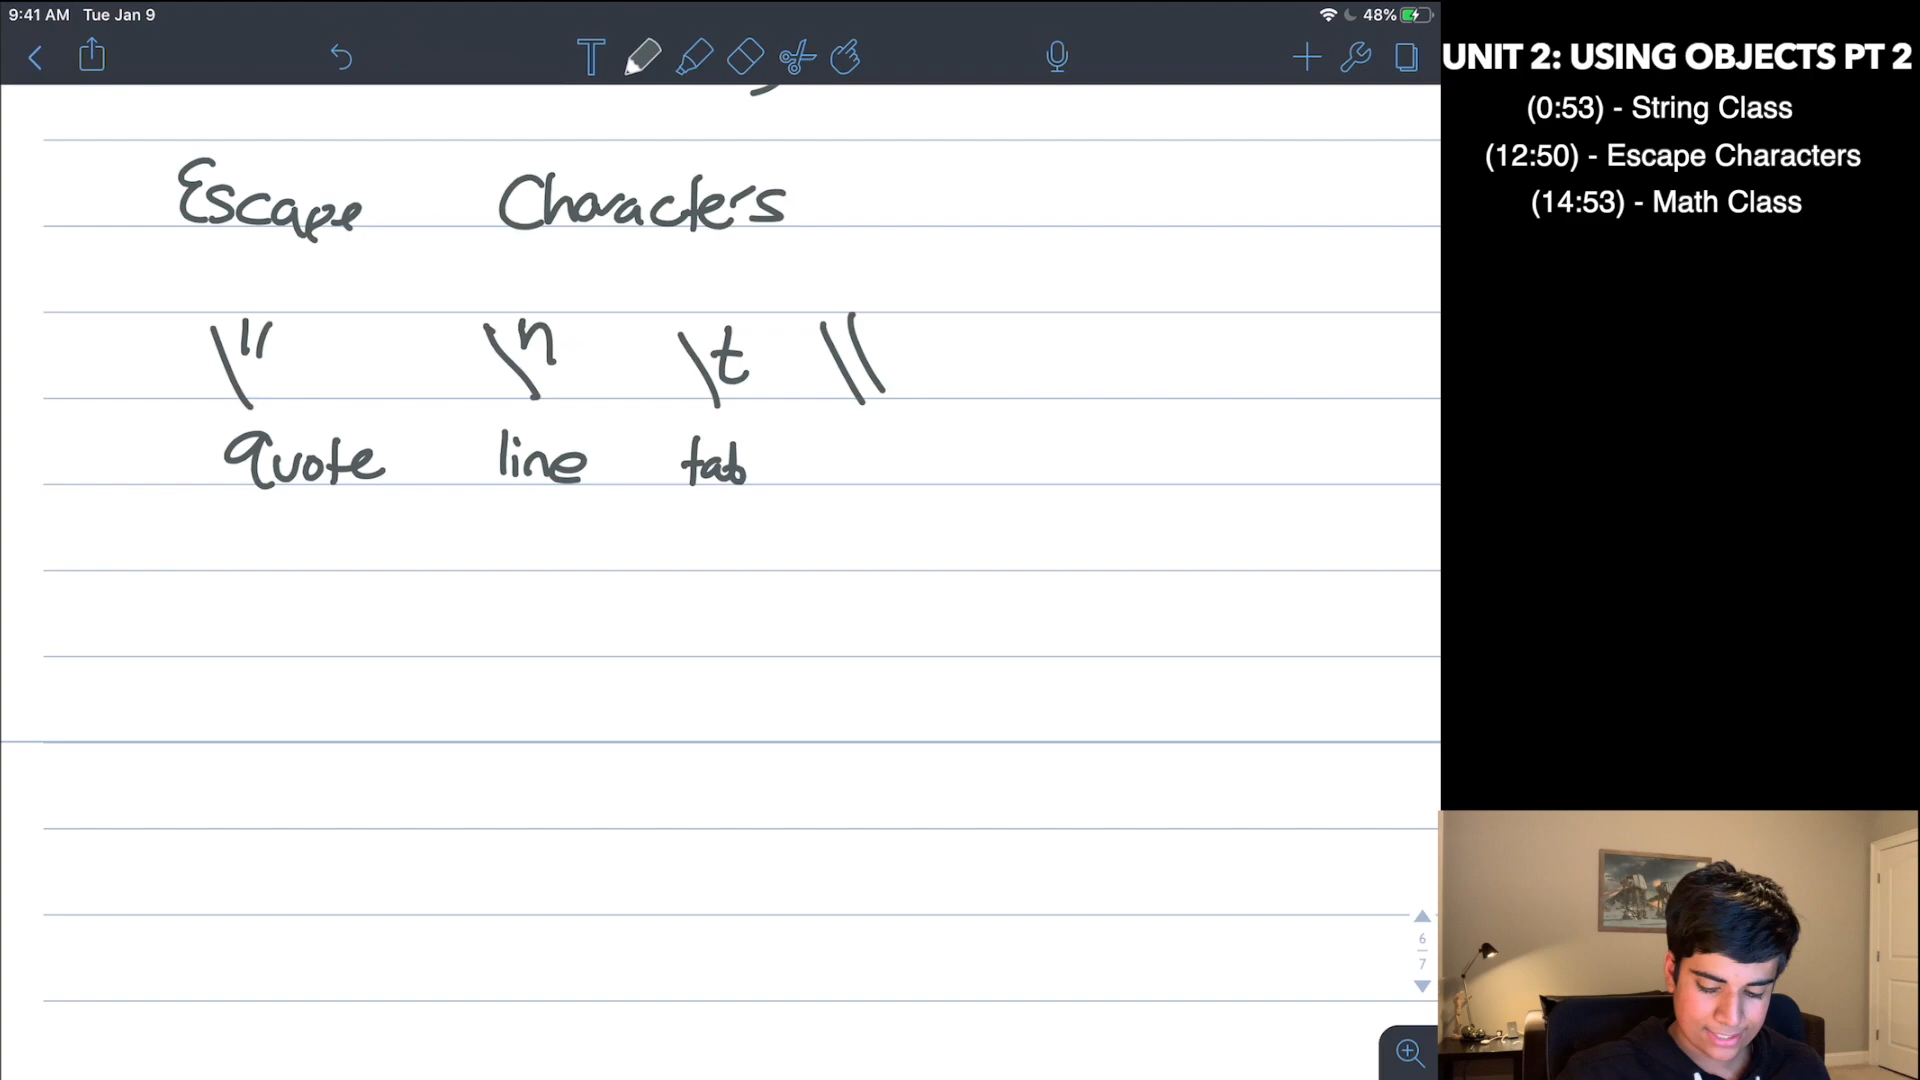 9:41 AM Tue Jan 9
48%
UNIT 2: USING OBJECTS PT 2
(0:53) - String Class
(12:50) - Escape Characters
(14:53) - Math Class
Escape Characters
\" \n \t \\
quote line tab
6
7